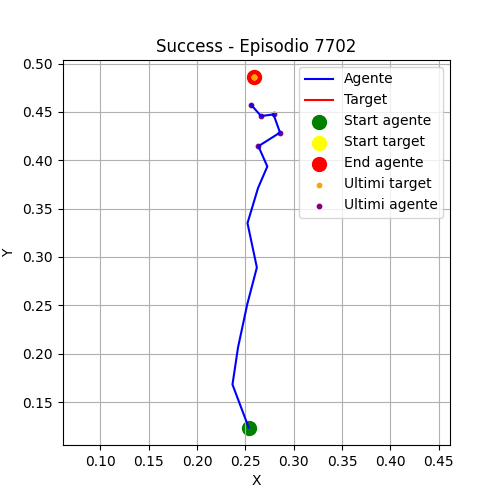 Success - Episodio 7702
0.50
0.45
0.40
0.35
0.30
0.25
0.20
0.15
Y
Agente
Target
Start agente
Start target
End agente
Ultimi target
Ultimi agente
0.10 0.15 0.20 0.25 0.30 0.35 0.40 0.45
X